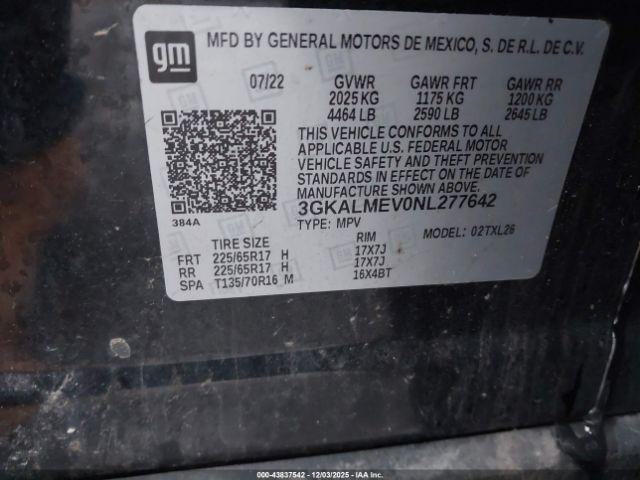 gm
MFD BY GENERAL MOTORS DE MEXICO, S. DE R.L. DE C.V.
07/22 GVWR GAWR FRT GAWR RR
2025 KG 1175 KG 1200 KG
4464 LB 2590 LB 2645 LB
THIS VEHICLE CONFORMS TO ALL
APPLICABLE U.S. FEDERAL MOTOR
VEHICLE SAFETY AND THEFT PREVENTION
STANDARDS IN EFFECT ON THE DATE OF
MANUFACTURE SHOWN ABOVE.
384A 3GKALMEV0NL277642
TYPE: MPV MODEL: 02TXL26
TIRE SIZE RIM
FRT 225/65R17 H 17X7J
RR 225/65R17 H 17X7J
SPA T135/70R16 M 16X4BT
000-43837542 - 12/03/2025 - IAAI.COM